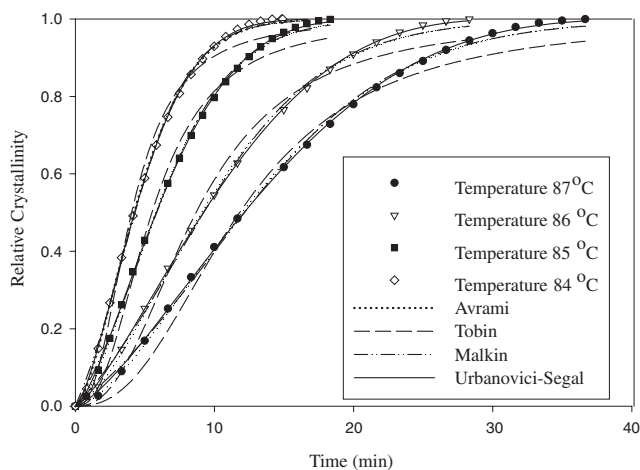 Relative Crystallinity
1.0
0.8
0.6
0.4
0.2
0.0
Temperature 87°C
Temperature 86 °C
Temperature 85 °C
Temperature 84 °C
Avrami
Tobin
Malkin
Urbanovici-Segal
0 10 20 30 40
Time (min)